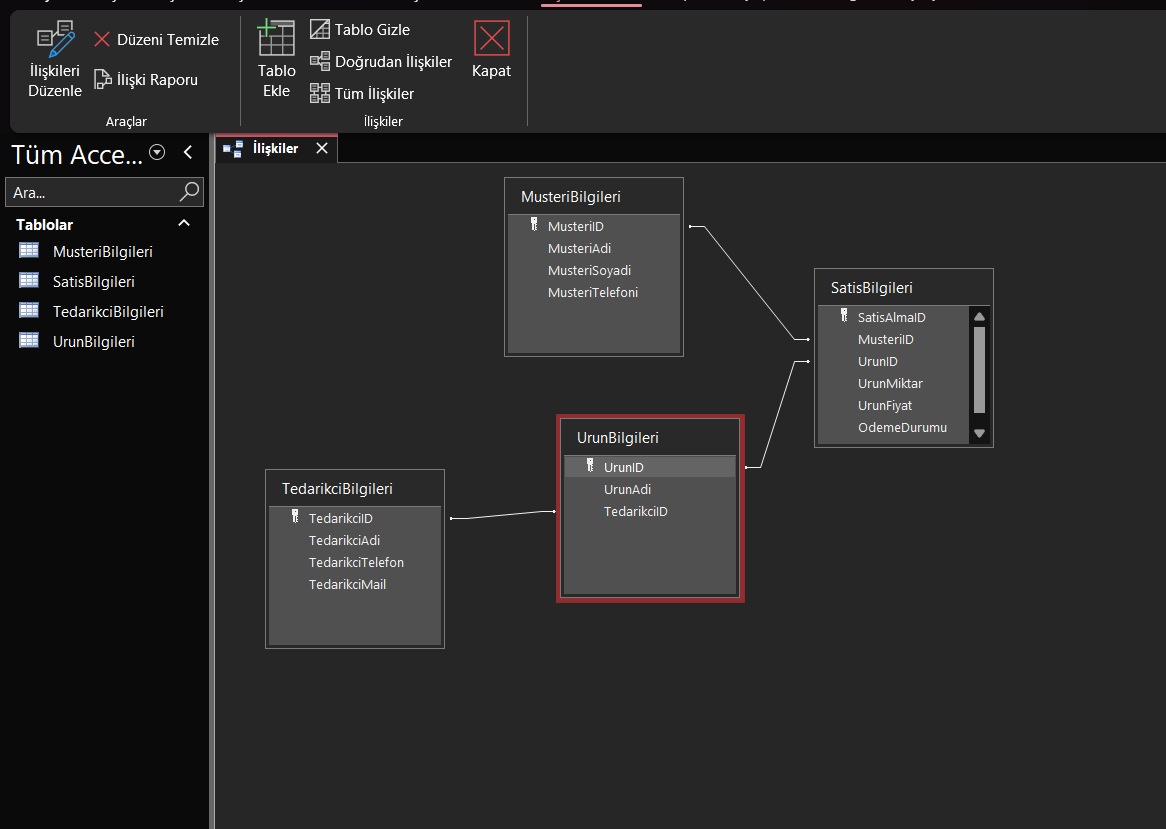 İlişkileri Düzenle
Düzeni Temizle
İlişki Raporu
Araçlar
Tablo Ekle
Tablo Gizle
Doğrudan İlişkiler
Tüm İlişkiler
Kapat
İlişkiler
Tüm Acce...
Ara...
Tablolar
MusteriBilgileri
SatisBilgileri
TedarikciBilgileri
UrunBilgileri
İlişkiler
MusteriBilgileri
MusteriID
MusteriAdi
MusteriSoyadi
MusteriTelefoni
SatisBilgileri
SatisAlmaID
MusteriID
UrunID
UrunMiktar
UrunFiyat
OdemeDurumu
UrunBilgileri
UrunID
UrunAdi
TedarikciID
TedarikciBilgileri
TedarikciID
TedarikciAdi
TedarikciTelefon
TedarikciMail